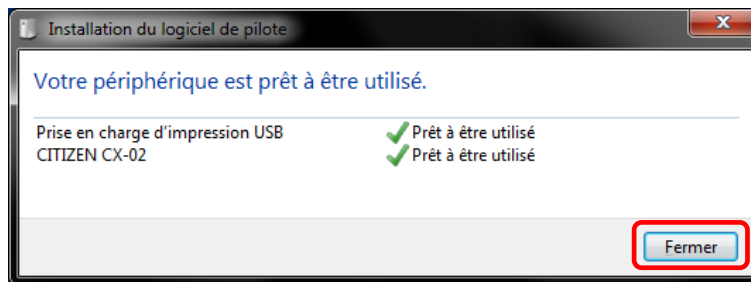 Installation du logiciel de pilote
Votre périphérique est prêt à être utilisé.
Prise en charge d'impression USB Prêt à être utilisé
CITIZEN CX-02 Prêt à être utilisé
Fermer